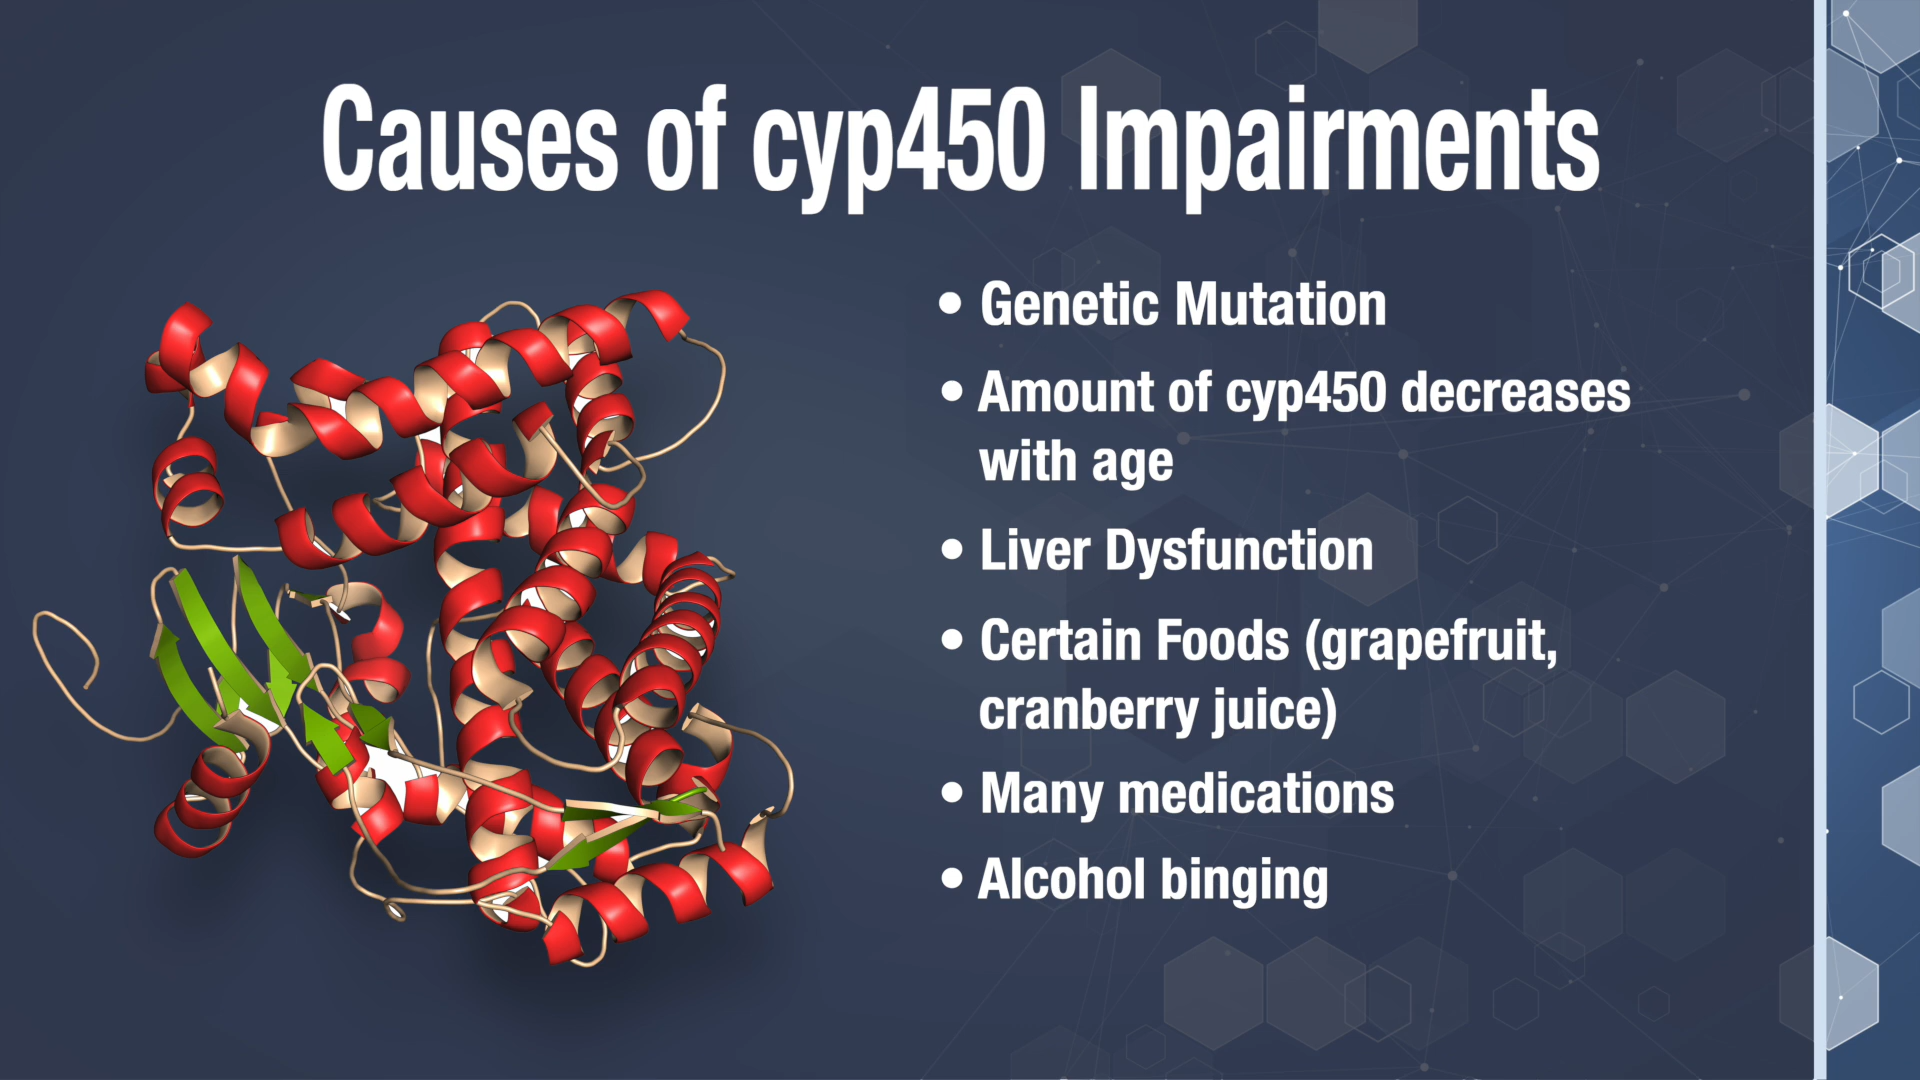 Causes of cyp450 Impairments
• Genetic Mutation
• Amount of cyp450 decreases
with age
• Liver Dysfunction
• Certain Foods (grapefruit,
cranberry juice)
• Many medications
• Alcohol binging